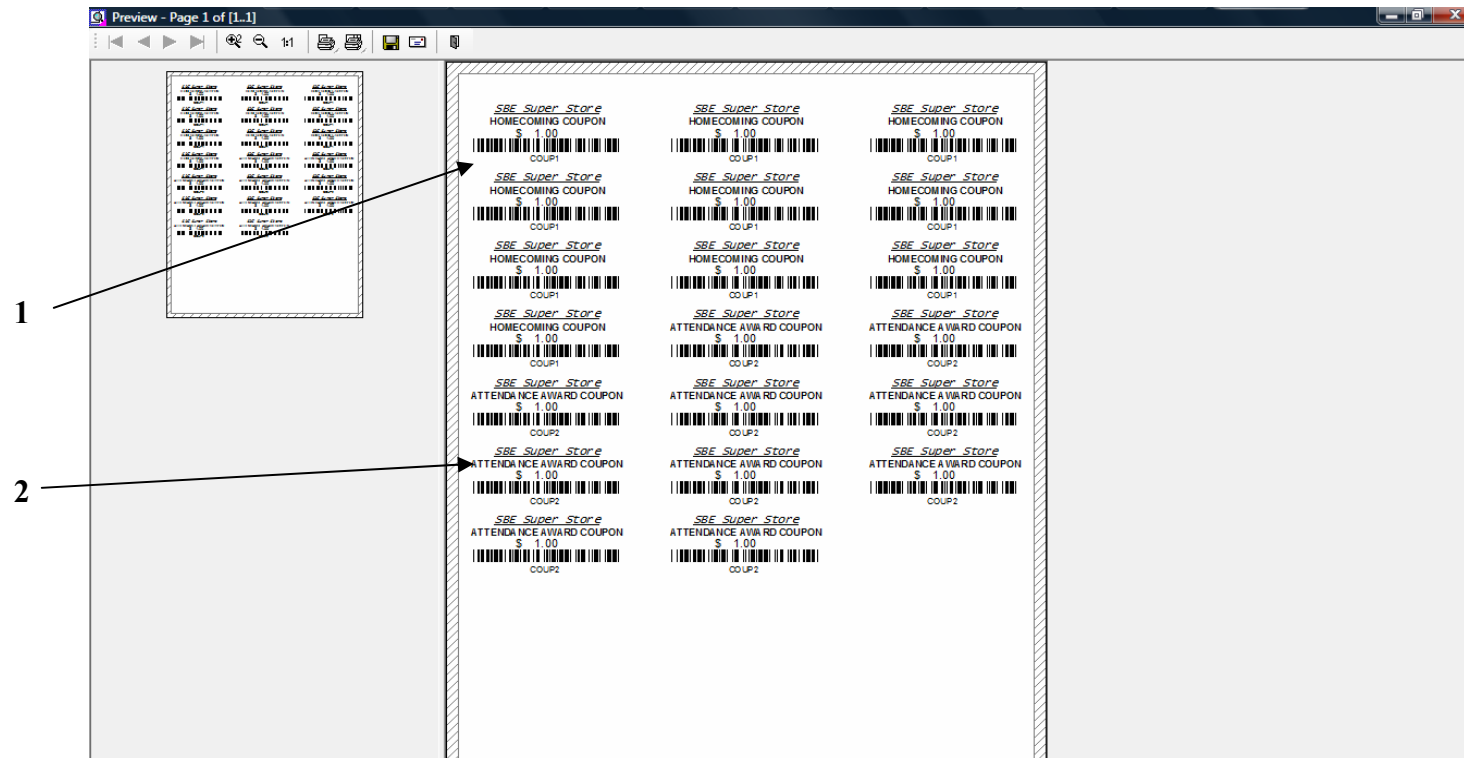 Preview - Page 1 of [1..1]
1:1
SBE Super Store SBE Super Store SBE Super Store
HOMECOMING COUPON HOMECOMING COUPON HOMECOMING COUPON
$ 1.00 $ 1.00 $ 1.00
COUP1 COUP1 COUP1
SBE Super Store SBE Super Store SBE Super Store
HOMECOMING COUPON HOMECOMING COUPON HOMECOMING COUPON
$ 1.00 $ 1.00 $ 1.00
COUP1 COUP1 COUP1
SBE Super Store SBE Super Store SBE Super Store
HOMECOMING COUPON HOMECOMING COUPON HOMECOMING COUPON
$ 1.00 $ 1.00 $ 1.00
COUP1 COUP1 COUP1
1
SBE Super Store SBE Super Store SBE Super Store
HOMECOMING COUPON ATTENDANCE AWARD COUPON ATTENDANCE AWARD COUPON
$ 1.00 $ 1.00 $ 1.00
COUP1 COUP2 COUP2
SBE Super Store SBE Super Store SBE Super Store
ATTENDANCE AWARD COUPON ATTENDANCE AWARD COUPON ATTENDANCE AWARD COUPON
$ 1.00 $ 1.00 $ 1.00
COUP2 COUP2 COUP2
SBE Super Store SBE Super Store SBE Super Store
ATTENDANCE AWARD COUPON ATTENDANCE AWARD COUPON ATTENDANCE AWARD COUPON
$ 1.00 $ 1.00 $ 1.00
2
COUP2 COUP2 COUP2
SBE Super Store SBE Super Store
ATTENDANCE AWARD COUPON ATTENDANCE AWARD COUPON
$ 1.00 $ 1.00
COUP2 COUP2